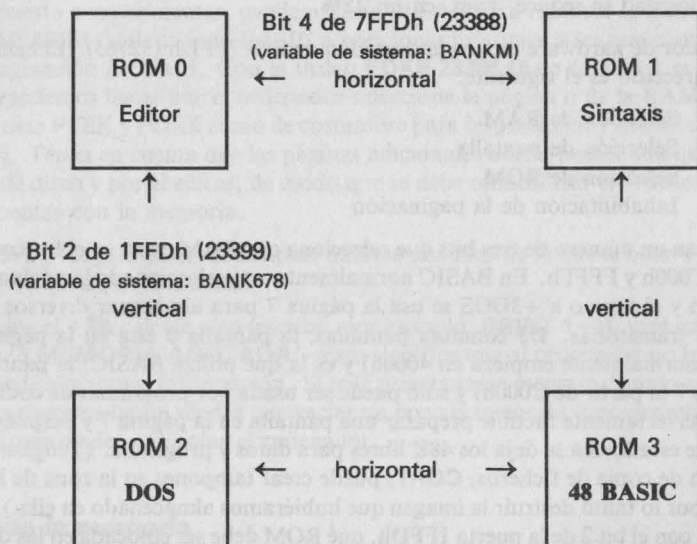 Bit 4 de 7FFDh (23388)
(variable de sistema: BANKM)
ROM 0
Editor
horizontal
ROM 1
Sintaxis
Bit 2 de 1FFDh (23399)
(variable de sistema: BANK678)
vertical
vertical
ROM 2
DOS
horizontal
ROM 3
48 BASIC